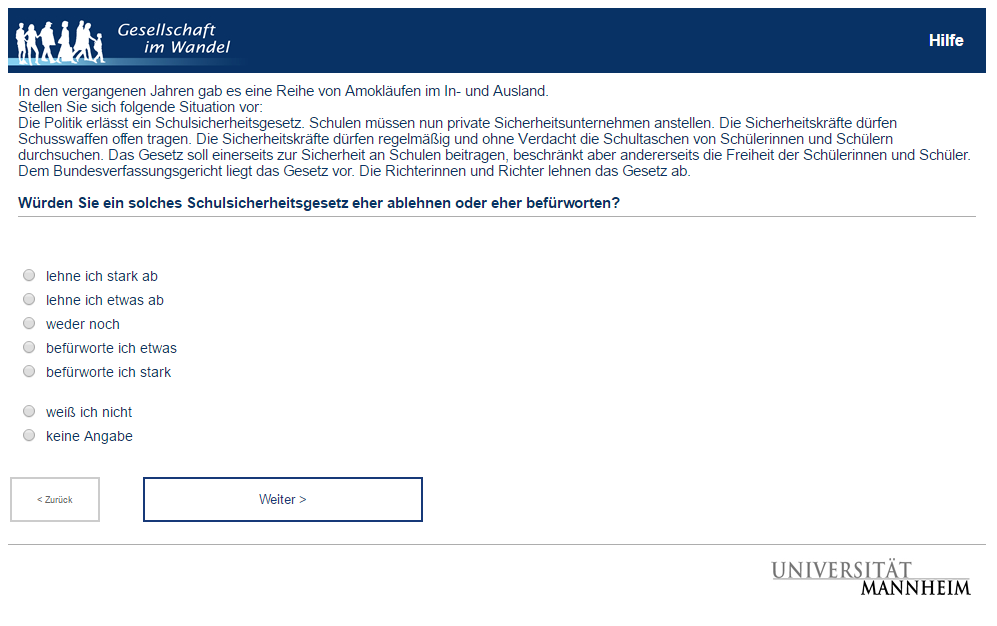 Gesellschaft
im Wandel
Hilfe
In den vergangenen Jahren gab es eine Reihe von Amokläufen im In- und Ausland.
Stellen Sie sich folgende Situation vor:
Die Politik erlässt ein Schulsicherheitsgesetz. Schulen müssen nun private Sicherheitsunternehmen anstellen. Die Sicherheitskräfte dürfen
Schusswaffen offen tragen. Die Sicherheitskräfte dürfen regelmäßig und ohne Verdacht die Schultaschen von Schülerinnen und Schülern
durchsuchen. Das Gesetz soll einerseits zur Sicherheit an Schulen beitragen, beschränkt aber andererseits die Freiheit der Schülerinnen und Schüler.
Dem Bundesverfassungsgericht liegt das Gesetz vor. Die Richterinnen und Richter lehnen das Gesetz ab.
Würden Sie ein solches Schulsicherheitsgesetz eher ablehnen oder eher befürworten?
lehne ich stark ab
lehne ich etwas ab
weder noch
befürworte ich etwas
befürworte ich stark
weiß ich nicht
keine Angabe
< Zurück
Weiter >
UNIVERSITÄT
MANNHEIM